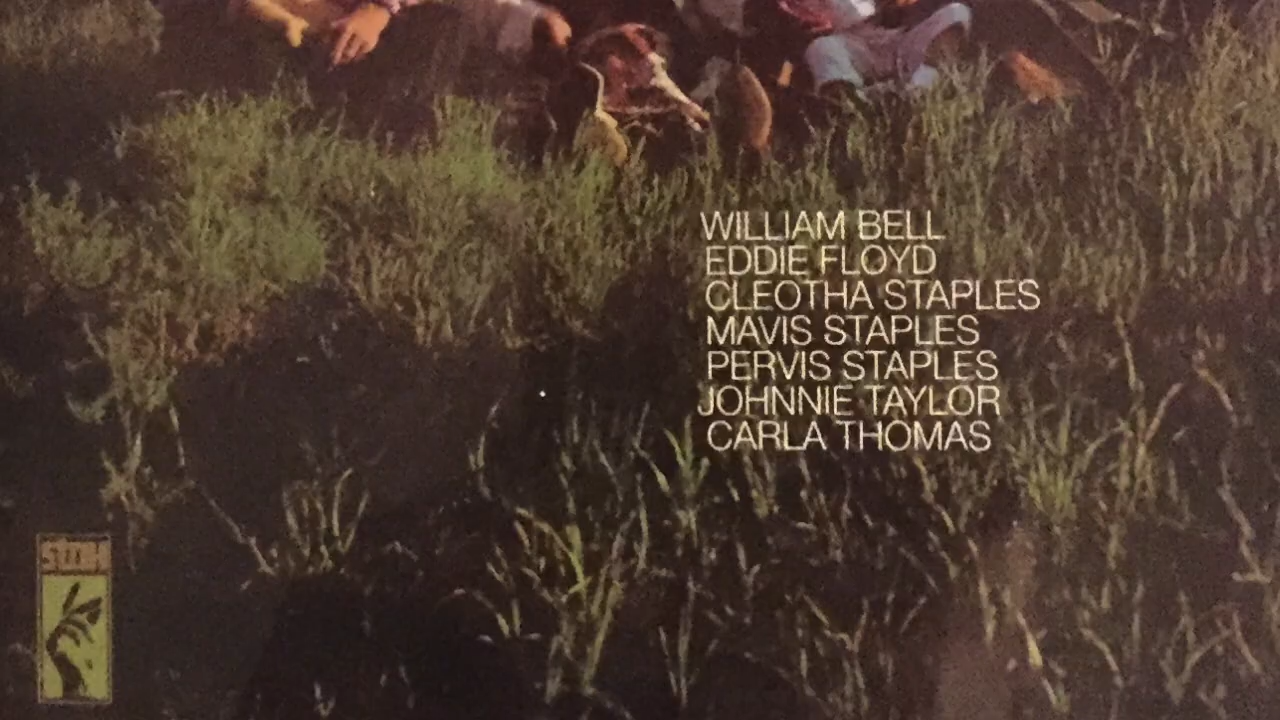 WILLIAM BELL
EDDIE FLOYD
CLEOTHA STAPLES
MAVIS STAPLES
PERVIS STAPLES
JOHNNIE TAYLOR
CARLA THOMAS